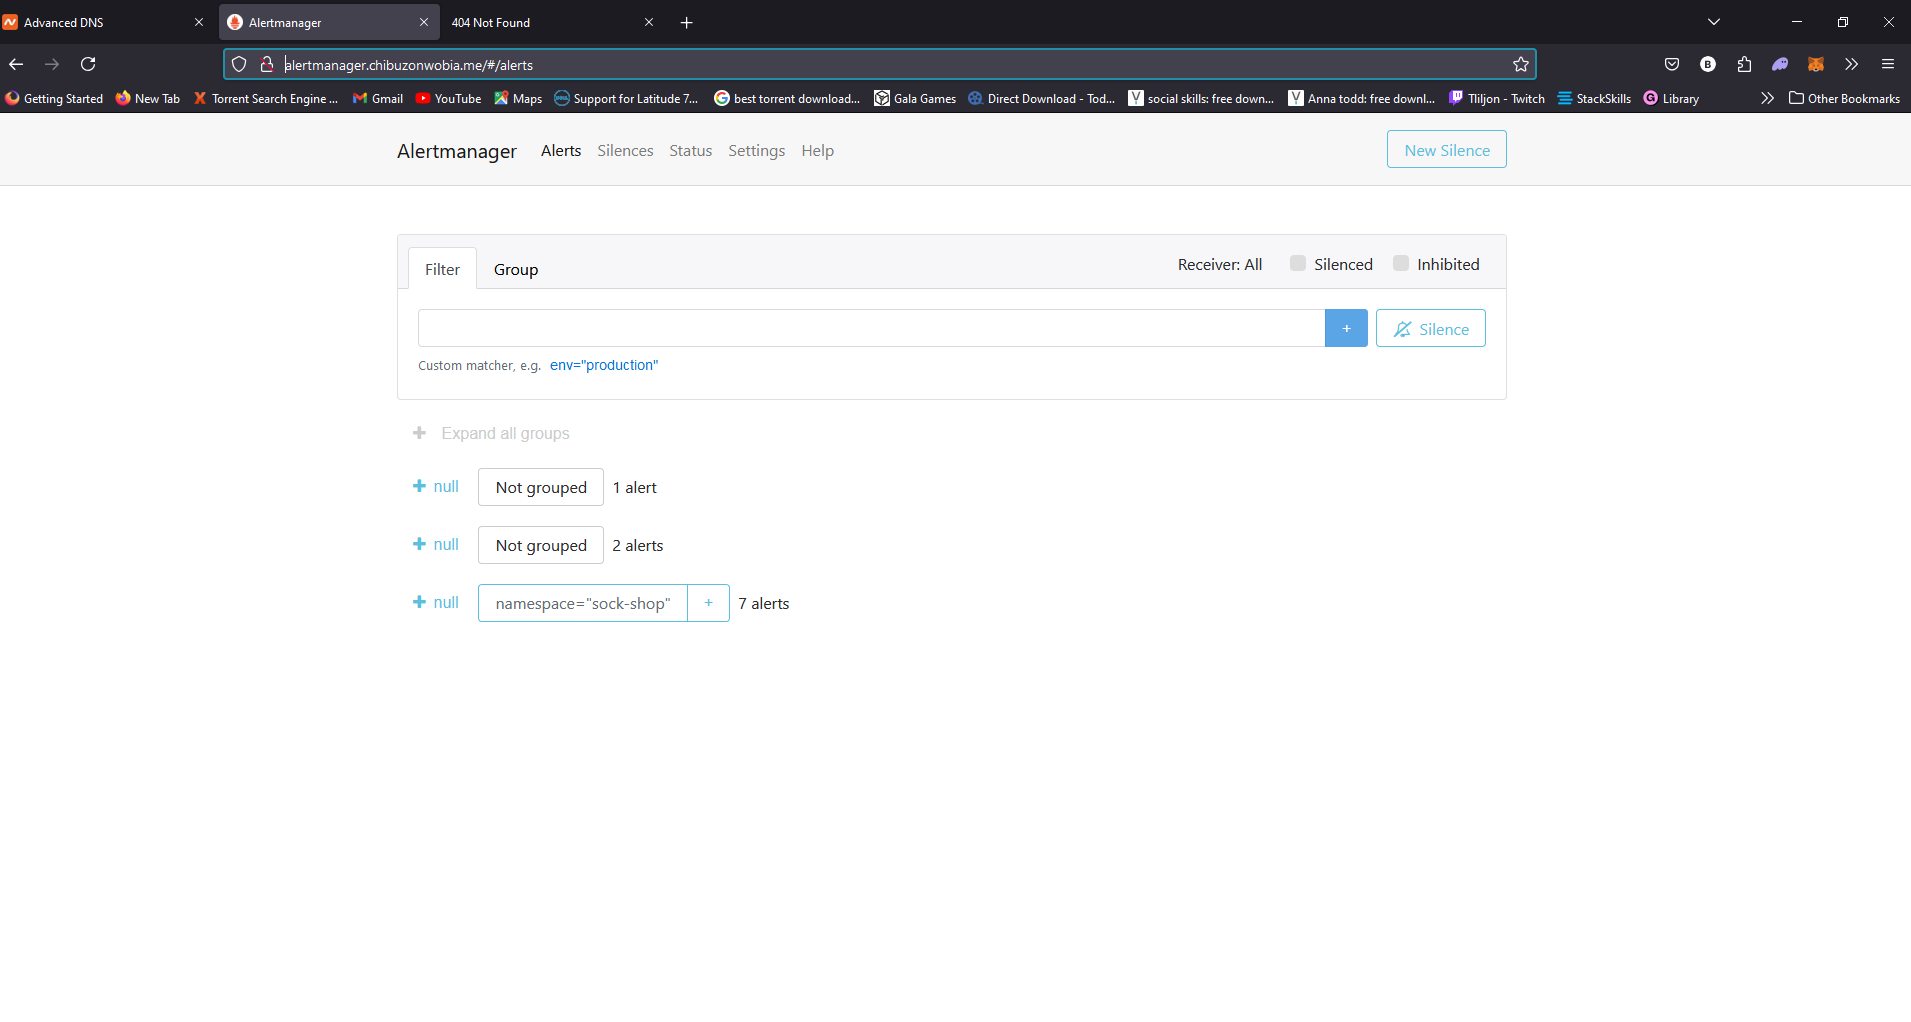 Advanced DNS
Alertmanager
404 Not Found
alertmanager.chibuzonwobia.me/#/alerts
Getting Started New Tab Torrent Search Engine ... Gmail YouTube Maps Support for Latitude 7... best torrent download... Gala Games Direct Download - Tod... social skills: free down... Anna todd: free downl... Tliljon - Twitch StackSkills Library Other Bookmarks
Alertmanager Alerts Silences Status Settings Help New Silence
Filter Group Receiver: All Silenced Inhibited
+ Silence
Custom matcher, e.g. env="production"
+ Expand all groups
+ null Not grouped 1 alert
+ null Not grouped 2 alerts
+ null namespace="sock-shop" + 7 alerts